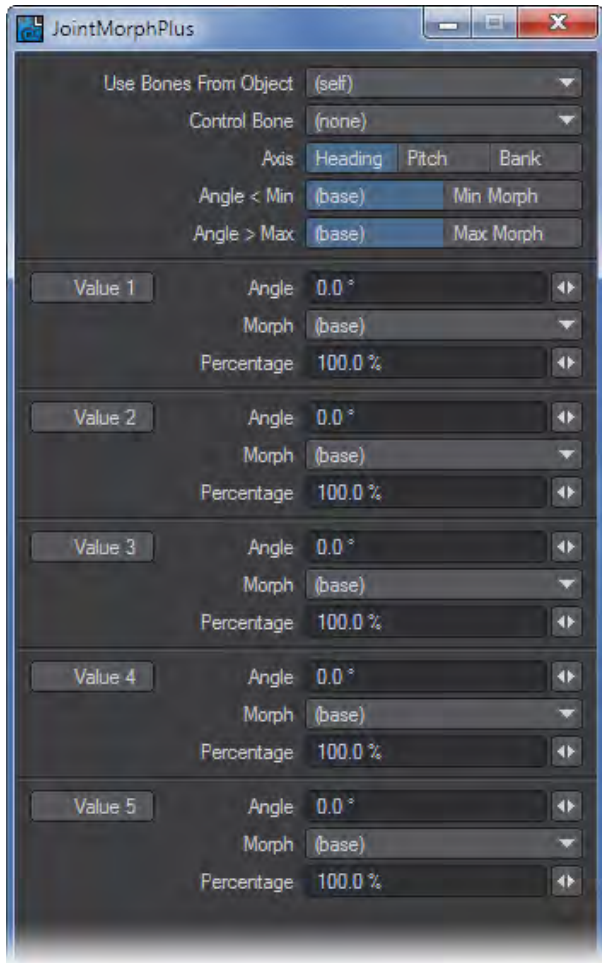 JointMorphPlus
Use Bones From Object (self)
Control Bone (none)
Axis Heading Pitch Bank
Angle < Min (base) Min Morph
Angle > Max (base) Max Morph
Value 1 Angle 0.0 °
Morph (base)
Percentage 100.0 %
Value 2 Angle 0.0 °
Morph (base)
Percentage 100.0 %
Value 3 Angle 0.0 °
Morph (base)
Percentage 100.0 %
Value 4 Angle 0.0 °
Morph (base)
Percentage 100.0 %
Value 5 Angle 0.0 °
Morph (base)
Percentage 100.0 %